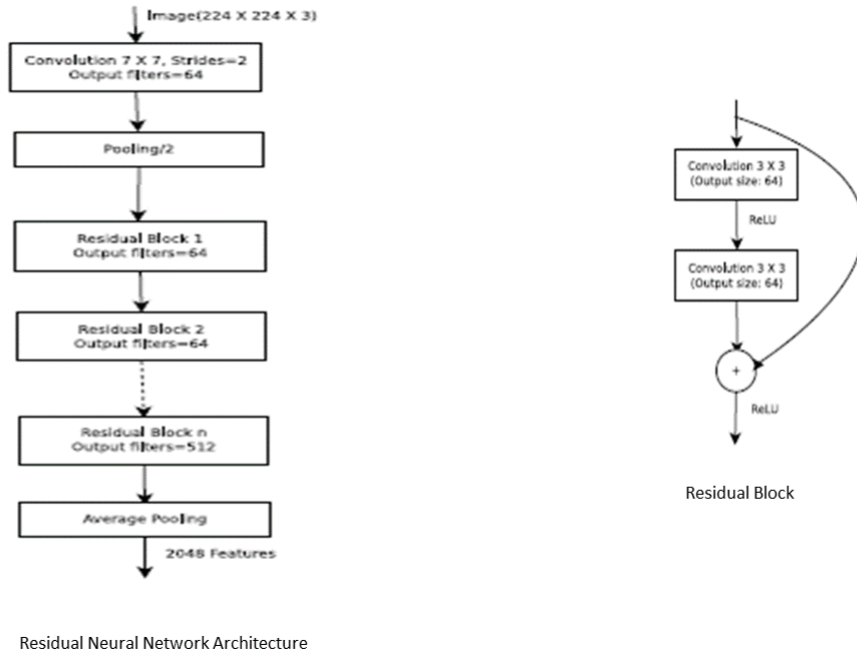 Image(224 X 224 X 3)
Convolution 7 X 7, Strides=2
Output filters=64
Pooling/2
Residual Block 1
Output filters=64
Residual Block 2
Output filters=64
Residual Block n
Output filters=512
Average Pooling
2048 Features
Residual Neural Network Architecture
Convolution 3 X 3
(Output size: 64)
ReLU
Convolution 3 X 3
(Output size: 64)
+
ReLU
Residual Block